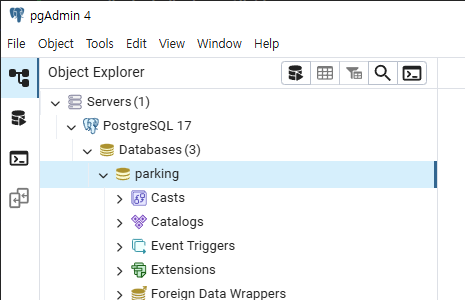 pgAdmin 4
File Object Tools Edit View Window Help
Object Explorer
Servers (1)
PostgreSQL 17
Databases (3)
parking
Casts
Catalogs
Event Triggers
Extensions
Foreign Data Wrappers